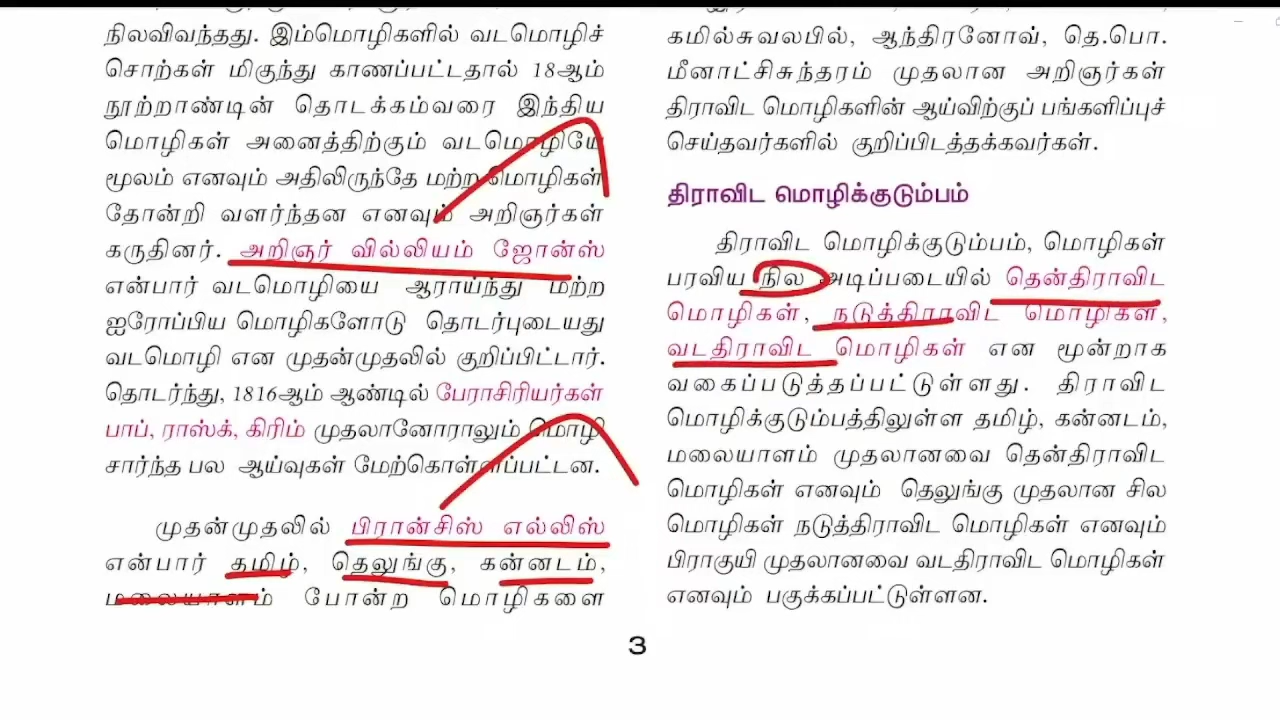 நிலவிவந்தது. இம்மொழிகளில் வடமொழிச்
சொற்கள் மிகுந்து காணப்பட்டதால் 18ஆம்
நூற்றாண்டின் தொடக்கம்வரை இந்திய
மொழிகள் அனைத்திற்கும் வடமொழியே
மூலம் எனவும் அதிலிருந்தே மற்ற மொழிகள்
தோன்றி வளர்ந்தன எனவும் அறிஞர்கள்
கருதினர். அறிஞர் வில்லியம் ஜோன்ஸ்
என்பார் வடமொழியை ஆராய்ந்து மற்ற
ஐரோப்பிய மொழிகளோடு தொடர்புடையது
வடமொழி என முதன்முதலில் குறிப்பிட்டார்.
தொடர்ந்து, 1816ஆம் ஆண்டில் பேராசிரியர்கள்
பாப், ராஸ்க், கிரிம் முதலானோராலும் மொழி
சார்ந்த பல ஆய்வுகள் மேற்கொள்ளப்பட்டன.
முதன்முதலில் பிரான்சிஸ் எல்லிஸ்
என்பார் தமிழ், தெலுங்கு, கன்னடம்,
மலையாளம் போன்ற மொழிகளை
கமில்சுவலபில், ஆந்திரனோவ், தெ.பொ.
மீனாட்சிசுந்தரம் முதலான அறிஞர்கள்
திராவிட மொழிகளின் ஆய்விற்குப் பங்களிப்புச்
செய்தவர்களில் குறிப்பிடத்தக்கவர்கள்.
திராவிட மொழிக்குடும்பம்
திராவிட மொழிக்குடும்பம், மொழிகள்
பரவிய நில அடிப்படையில் தென்திராவிட
மொழிகள், நடுத்திராவிட மொழிகள்,
வடதிராவிட மொழிகள் என மூன்றாக
வகைப்படுத்தப்பட்டுள்ளது. திராவிட
மொழிக்குடும்பத்திலுள்ள தமிழ், கன்னடம்,
மலையாளம் முதலானவை தென்திராவிட
மொழிகள் எனவும் தெலுங்கு முதலான சில
மொழிகள் நடுத்திராவிட மொழிகள் எனவும்
பிராகுயி முதலானவை வடதிராவிட மொழிகள்
எனவும் பகுக்கப்பட்டுள்ளன.
3